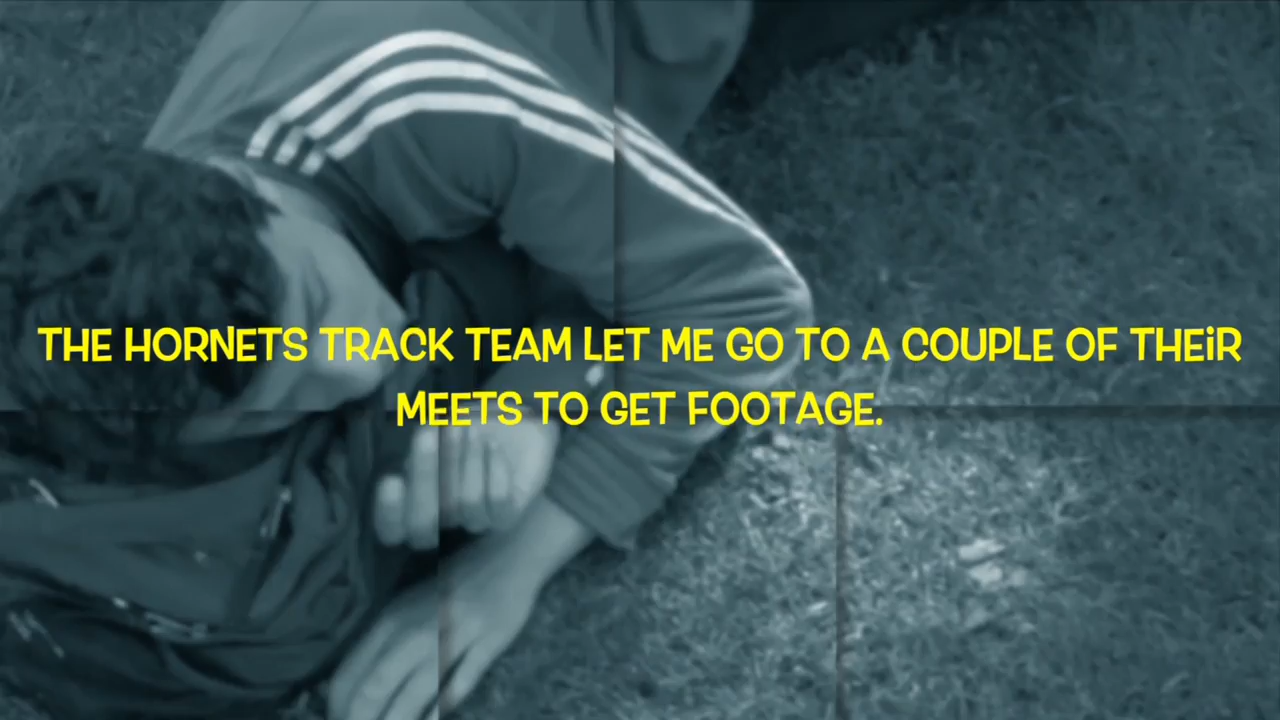 THE HORNETS TRACK TEAM LET ME GO TO A COUPLE OF THEiR
MEETS TO GET FOOTAGE.